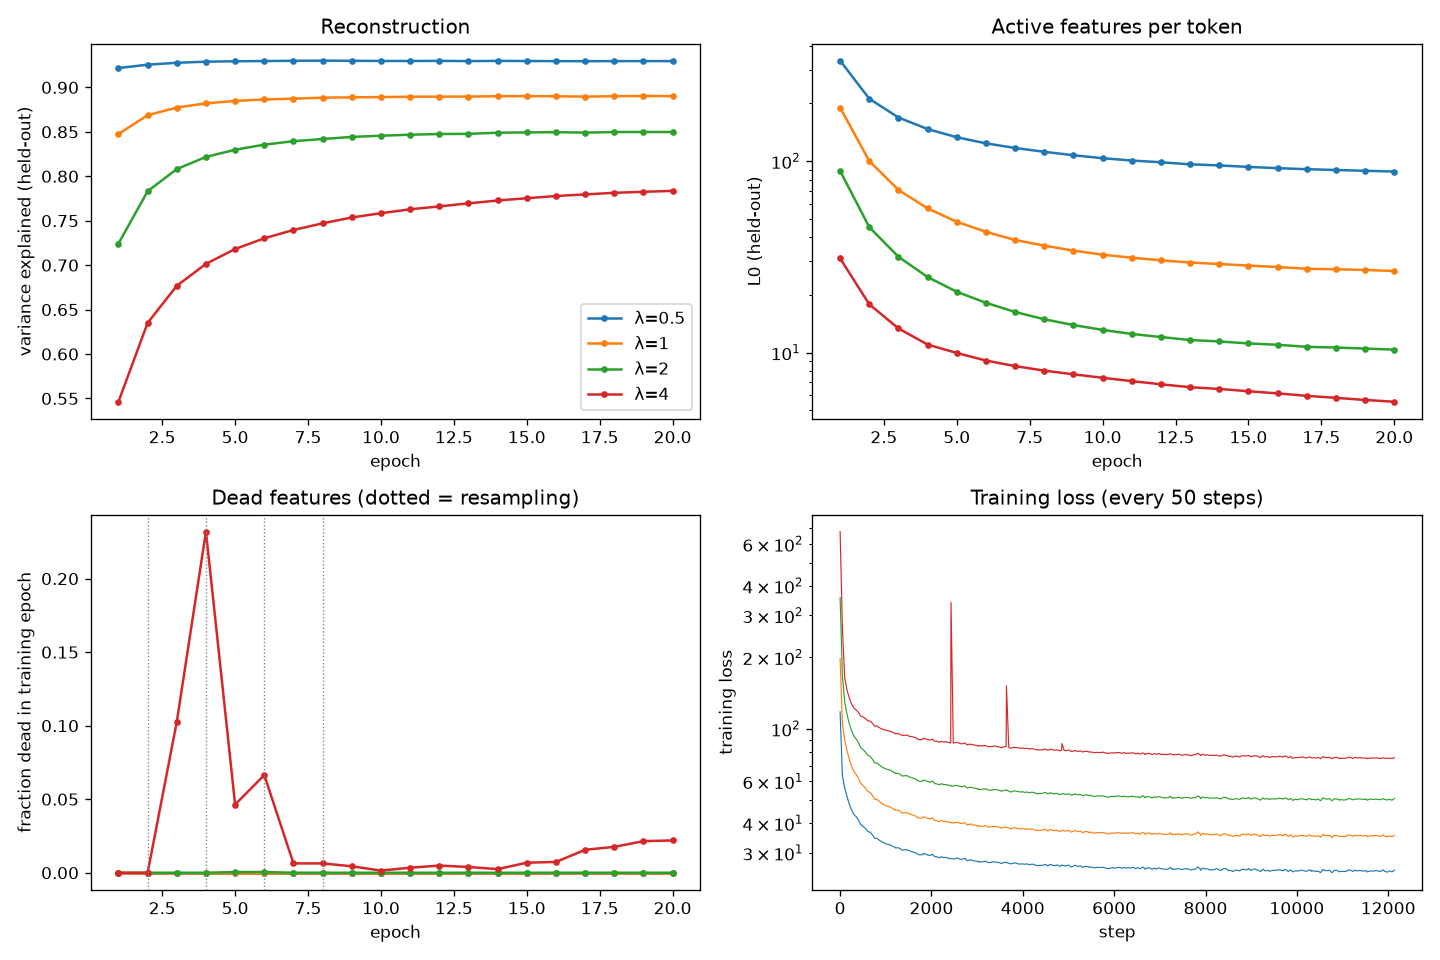 Reconstruction
variance explained (held-out)
0.90
0.85
0.80
0.75
0.70
0.65
0.60
0.55
2.5 5.0 7.5 10.0 12.5 15.0 17.5 20.0
epoch
λ=0.5
λ=1
λ=2
λ=4
Active features per token
L0 (held-out)
10²
10¹
2.5 5.0 7.5 10.0 12.5 15.0 17.5 20.0
epoch
Dead features (dotted = resampling)
fraction dead in training epoch
0.20
0.15
0.10
0.05
0.00
2.5 5.0 7.5 10.0 12.5 15.0 17.5 20.0
epoch
Training loss (every 50 steps)
training loss
6 × 10²
4 × 10²
3 × 10²
2 × 10²
10²
6 × 10¹
4 × 10¹
3 × 10¹
0 2000 4000 6000 8000 10000 12000
step